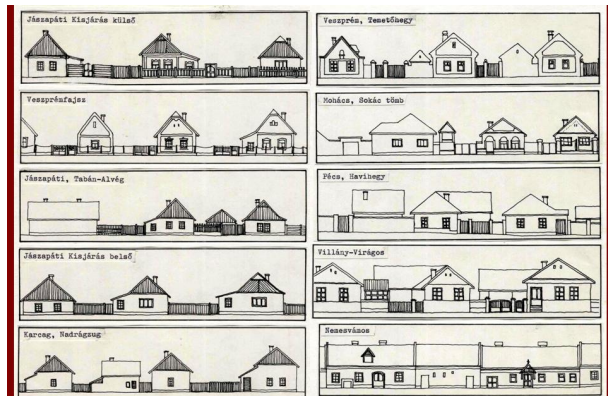 Jászapáti Kisjárás külső
Veszprémfajsz
Jászapáti, Tabán-Alvég
Jászapáti Kisjárás belső
Karcag, Nadrágzug
Veszprém, Temetőhegy
Mohács, Sokác tömb
Pécs, Havihegy
Villány-Virágos
Nemesvámos